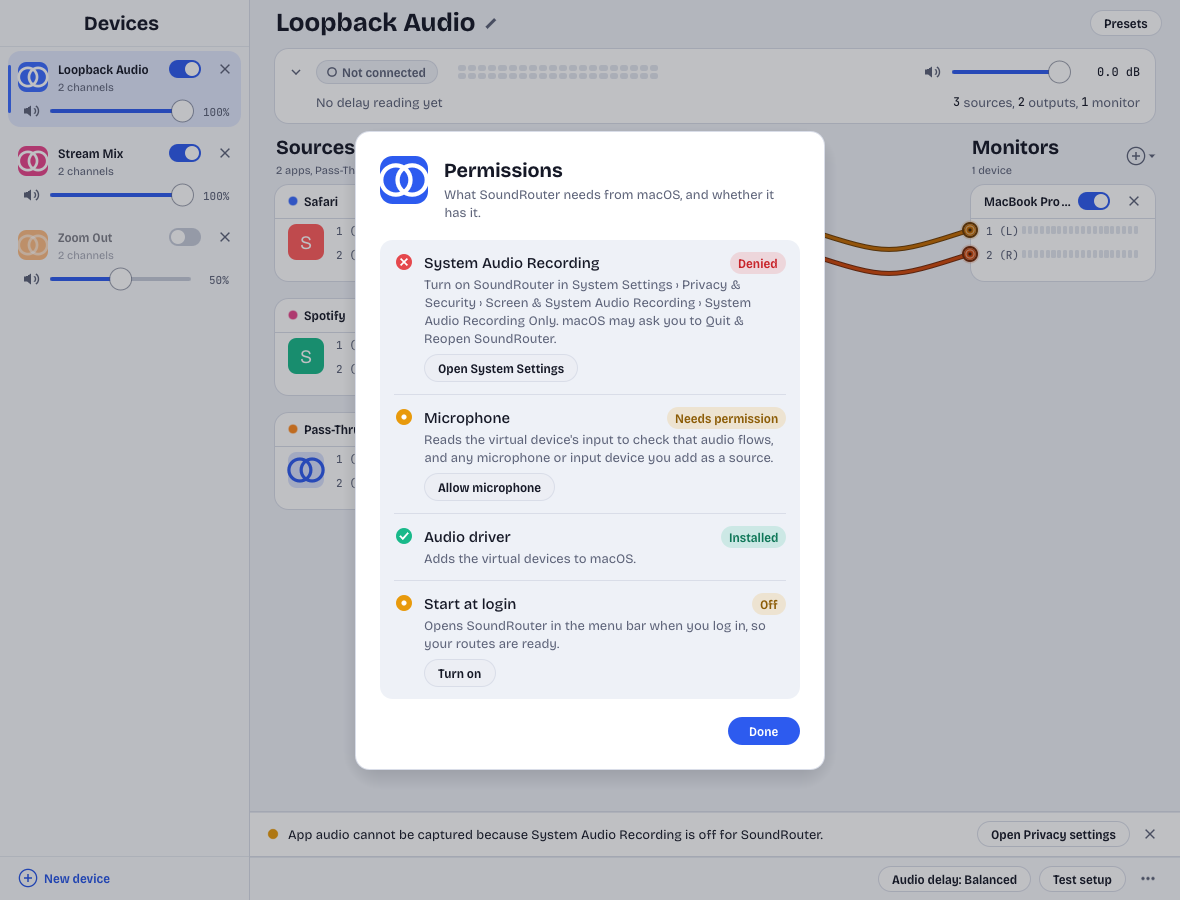 Devices
Loopback Audio
2 channels
100%
Stream Mix
2 channels
100%
Zoom Out
2 channels
50%
New device
Loopback Audio
Presets
Not connected
0.0 dB
No delay reading yet
3 sources, 2 outputs, 1 monitor
Sources
2 apps, Pass-Th
Safari
S
1 (
2 (
Spotify
S
1 (
2 (
Pass-Thru
1 (
2 (
Monitors
1 device
MacBook Pro…
1 (L)
2 (R)
Permissions
What SoundRouter needs from macOS, and whether it
has it.
System Audio Recording
Denied
Turn on SoundRouter in System Settings › Privacy &
Security › Screen & System Audio Recording › System
Audio Recording Only. macOS may ask you to Quit &
Reopen SoundRouter.
Open System Settings
Microphone
Needs permission
Reads the virtual device's input to check that audio flows,
and any microphone or input device you add as a source.
Allow microphone
Audio driver
Installed
Adds the virtual devices to macOS.
Start at login
Off
Opens SoundRouter in the menu bar when you log in, so
your routes are ready.
Turn on
Done
App audio cannot be captured because System Audio Recording is off for SoundRouter.
Open Privacy settings
Audio delay: Balanced
Test setup